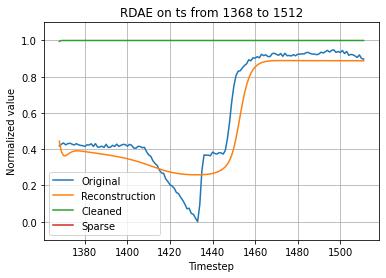 RDAE on ts from 1368 to 1512
Normalized value
1.0
0.8
0.6
0.4
0.2
0.0
Original
Reconstruction
Cleaned
Sparse
1380 1400 1420 1440 1460 1480 1500
Timestep